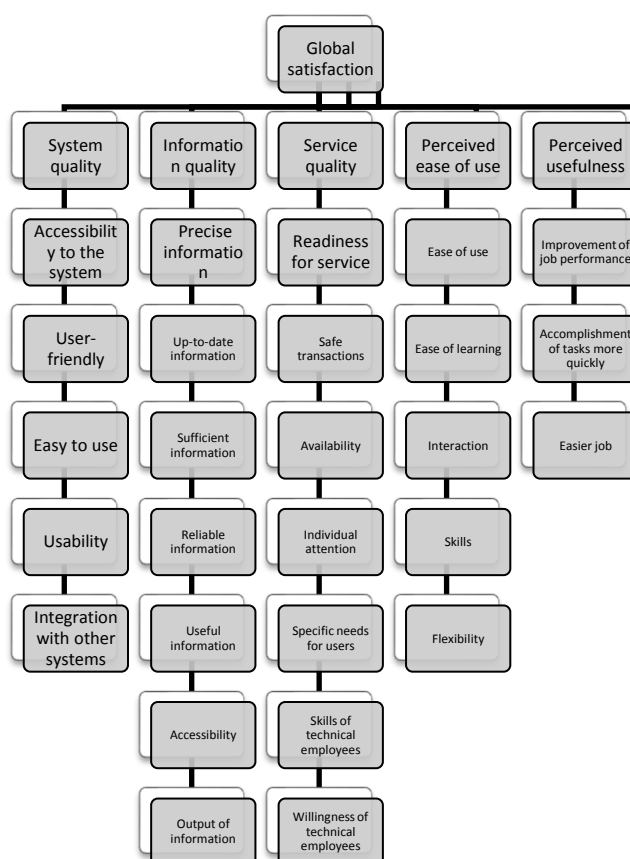 Global
satisfaction
System
quality
Informatio
n quality
Service
quality
Perceived
ease of use
Perceived
usefulness
Accessibilit
y to the
system
Precise
informatio
n
Readiness
for service
Ease of use
Improvement of
job performance
User-
friendly
Up-to-date
information
Safe
transactions
Ease of learning
Accomplishment
of tasks more
quickly
Easy to use
Sufficient
information
Availability
Interaction
Easier job
Usability
Reliable
information
Individual
attention
Skills
Integration
with other
systems
Useful
information
Specific needs
for users
Flexibility
Accessibility
Skills of
technical
employees
Output of
information
Willingness of
technical
employees